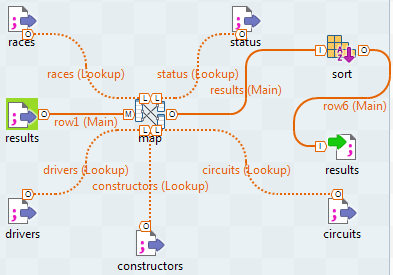 races
status
races (Lookup)
status (Lookup)
results (Main)
sort
results
row1 (Main)
map
row6 (Main)
results
drivers (Lookup)
circuits (Lookup)
constructors (Lookup)
drivers
circuits
constructors